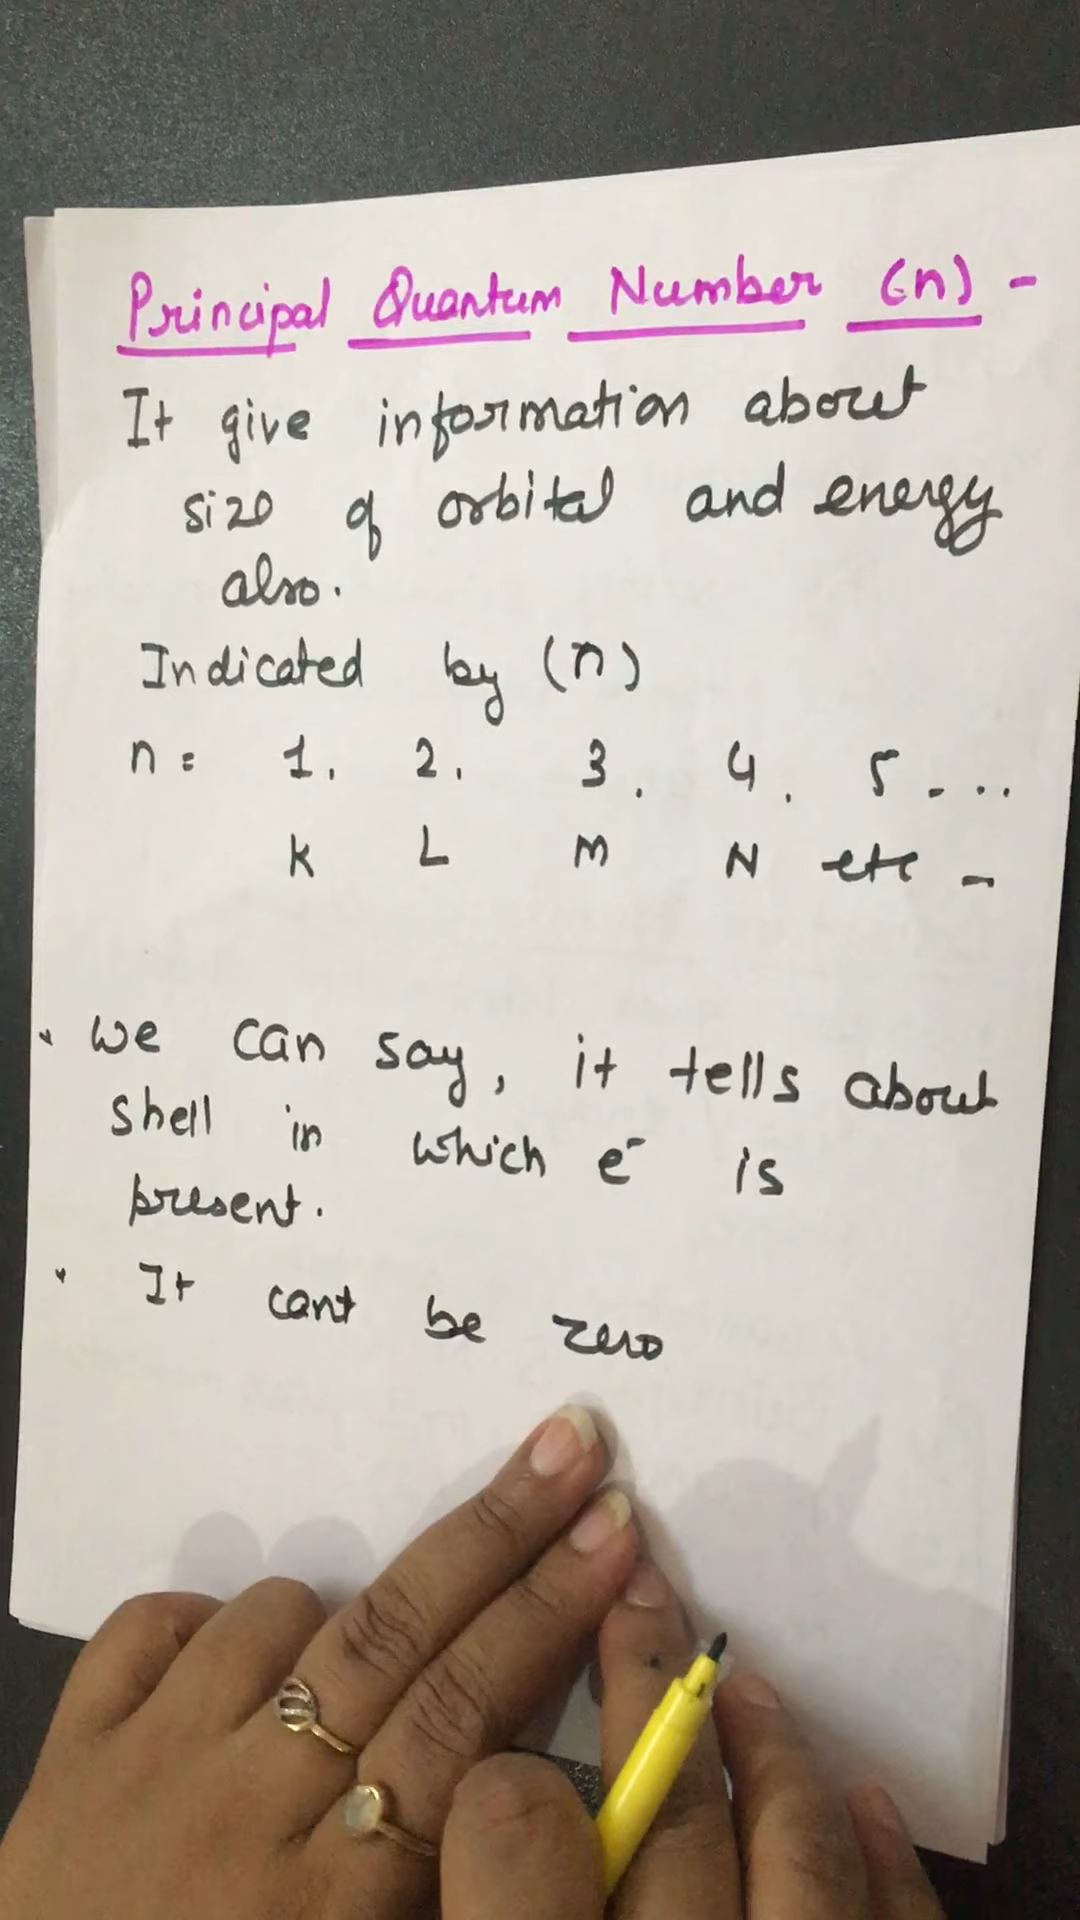 Principal Quantum Number (n) -
It give information about
size of orbital and energy
also.
Indicated by (n)
n = 1, 2, 3, 4, 5 - ...
K L M N etc -
• we can say, it tells about
shell in which e⁻ is
present.
• It cant be zero